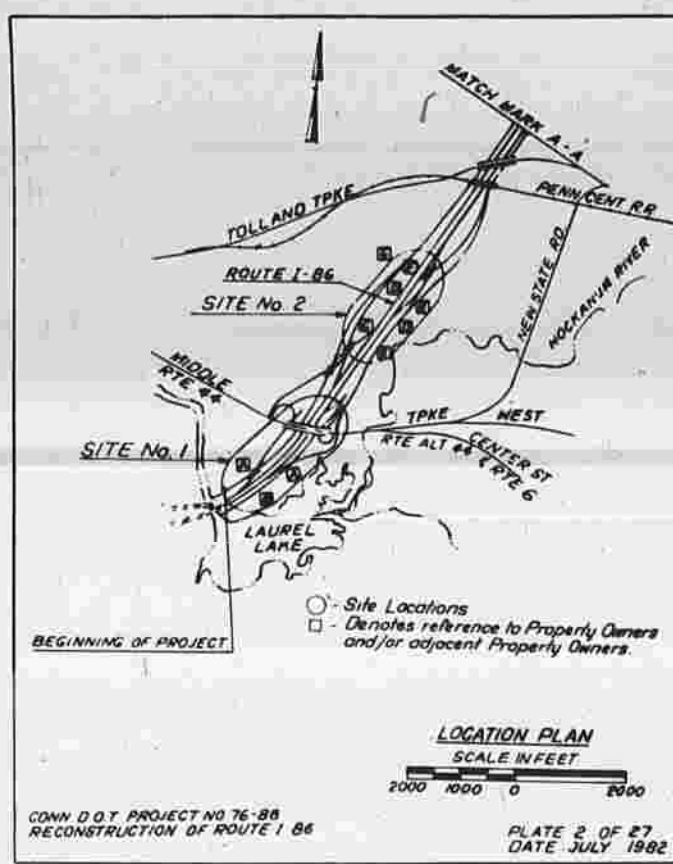 MATCH MARK A-A
TOLLAND TPKE
PENN CENT R.R
ROUTE I-86
NEW STATE RD
HOCKANUM RIVER
SITE No. 2
MIDDLE
RTE 44
TPKE WEST
RTE ALT 44 & RTE 6
CENTER ST
SITE No. 1
LAUREL
LAKE
- Site Locations
- Denotes reference to Property Owners
and/or adjacent Property Owners.
BEGINNING OF PROJECT
LOCATION PLAN
SCALE IN FEET
2000 1000 0 2000
CONN D.O.T PROJECT NO 76-88
RECONSTRUCTION OF ROUTE I 86
PLATE 2 OF 27
DATE JULY 1982